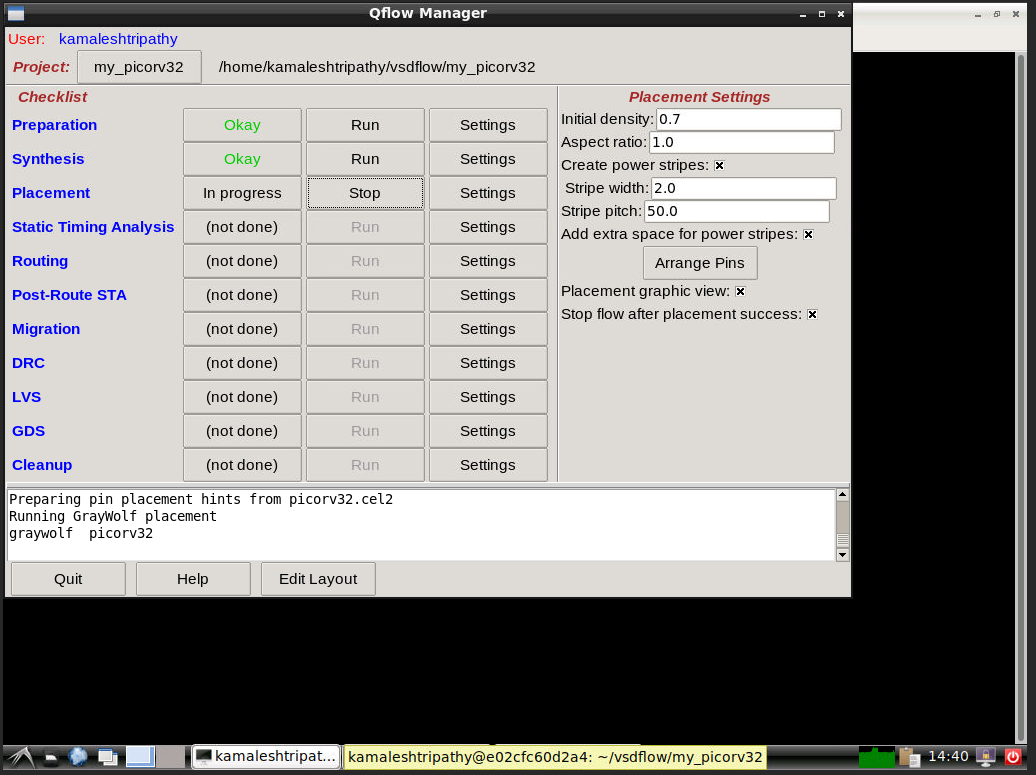 Qflow Manager
User: kamaleshtripathy
Project: my_picorv32 /home/kamaleshtripathy/vsdflow/my_picorv32
Checklist
Preparation Okay Run Settings
Synthesis Okay Run Settings
Placement In progress Stop Settings
Static Timing Analysis (not done) Run Settings
Routing (not done) Run Settings
Post-Route STA (not done) Run Settings
Migration (not done) Run Settings
DRC (not done) Run Settings
LVS (not done) Run Settings
GDS (not done) Run Settings
Cleanup (not done) Run Settings
Placement Settings
Initial density: 0.7
Aspect ratio: 1.0
Create power stripes:
Stripe width: 2.0
Stripe pitch: 50.0
Add extra space for power stripes:
Arrange Pins
Placement graphic view:
Stop flow after placement success:
Preparing pin placement hints from picorv32.cel2
Running GrayWolf placement
graywolf  picorv32
Quit Help Edit Layout
kamaleshtripat... kamaleshtripathy@e02cfc60d2a4: ~/vsdflow/my_picorv32 14:40